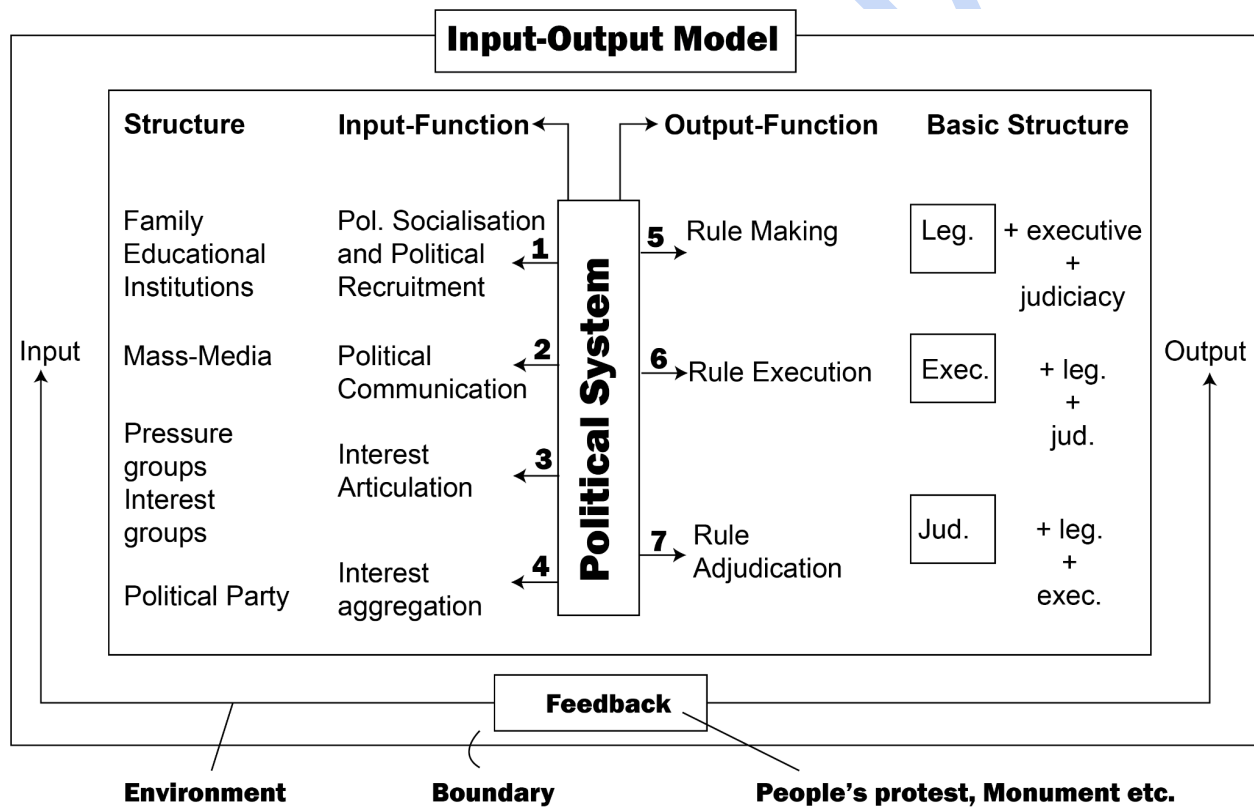 Input-Output Model
Structure
Input-Function
Output-Function
Basic Structure
Family
Educational
Institutions
Pol. Socialisation
and Political
Recruitment
1
5
Rule Making
Leg.
+ executive
+
judiciacy
Input
Mass-Media
Political
Communication
2
Political System
6
Rule Execution
Exec.
+ leg.
+
jud.
Output
Pressure
groups
Interest
groups
Interest
Articulation
3
7
Rule
Adjudication
Jud.
+ leg.
+
exec.
Political Party
Interest
aggregation
4
Feedback
Environment
Boundary
People's protest, Monument etc.